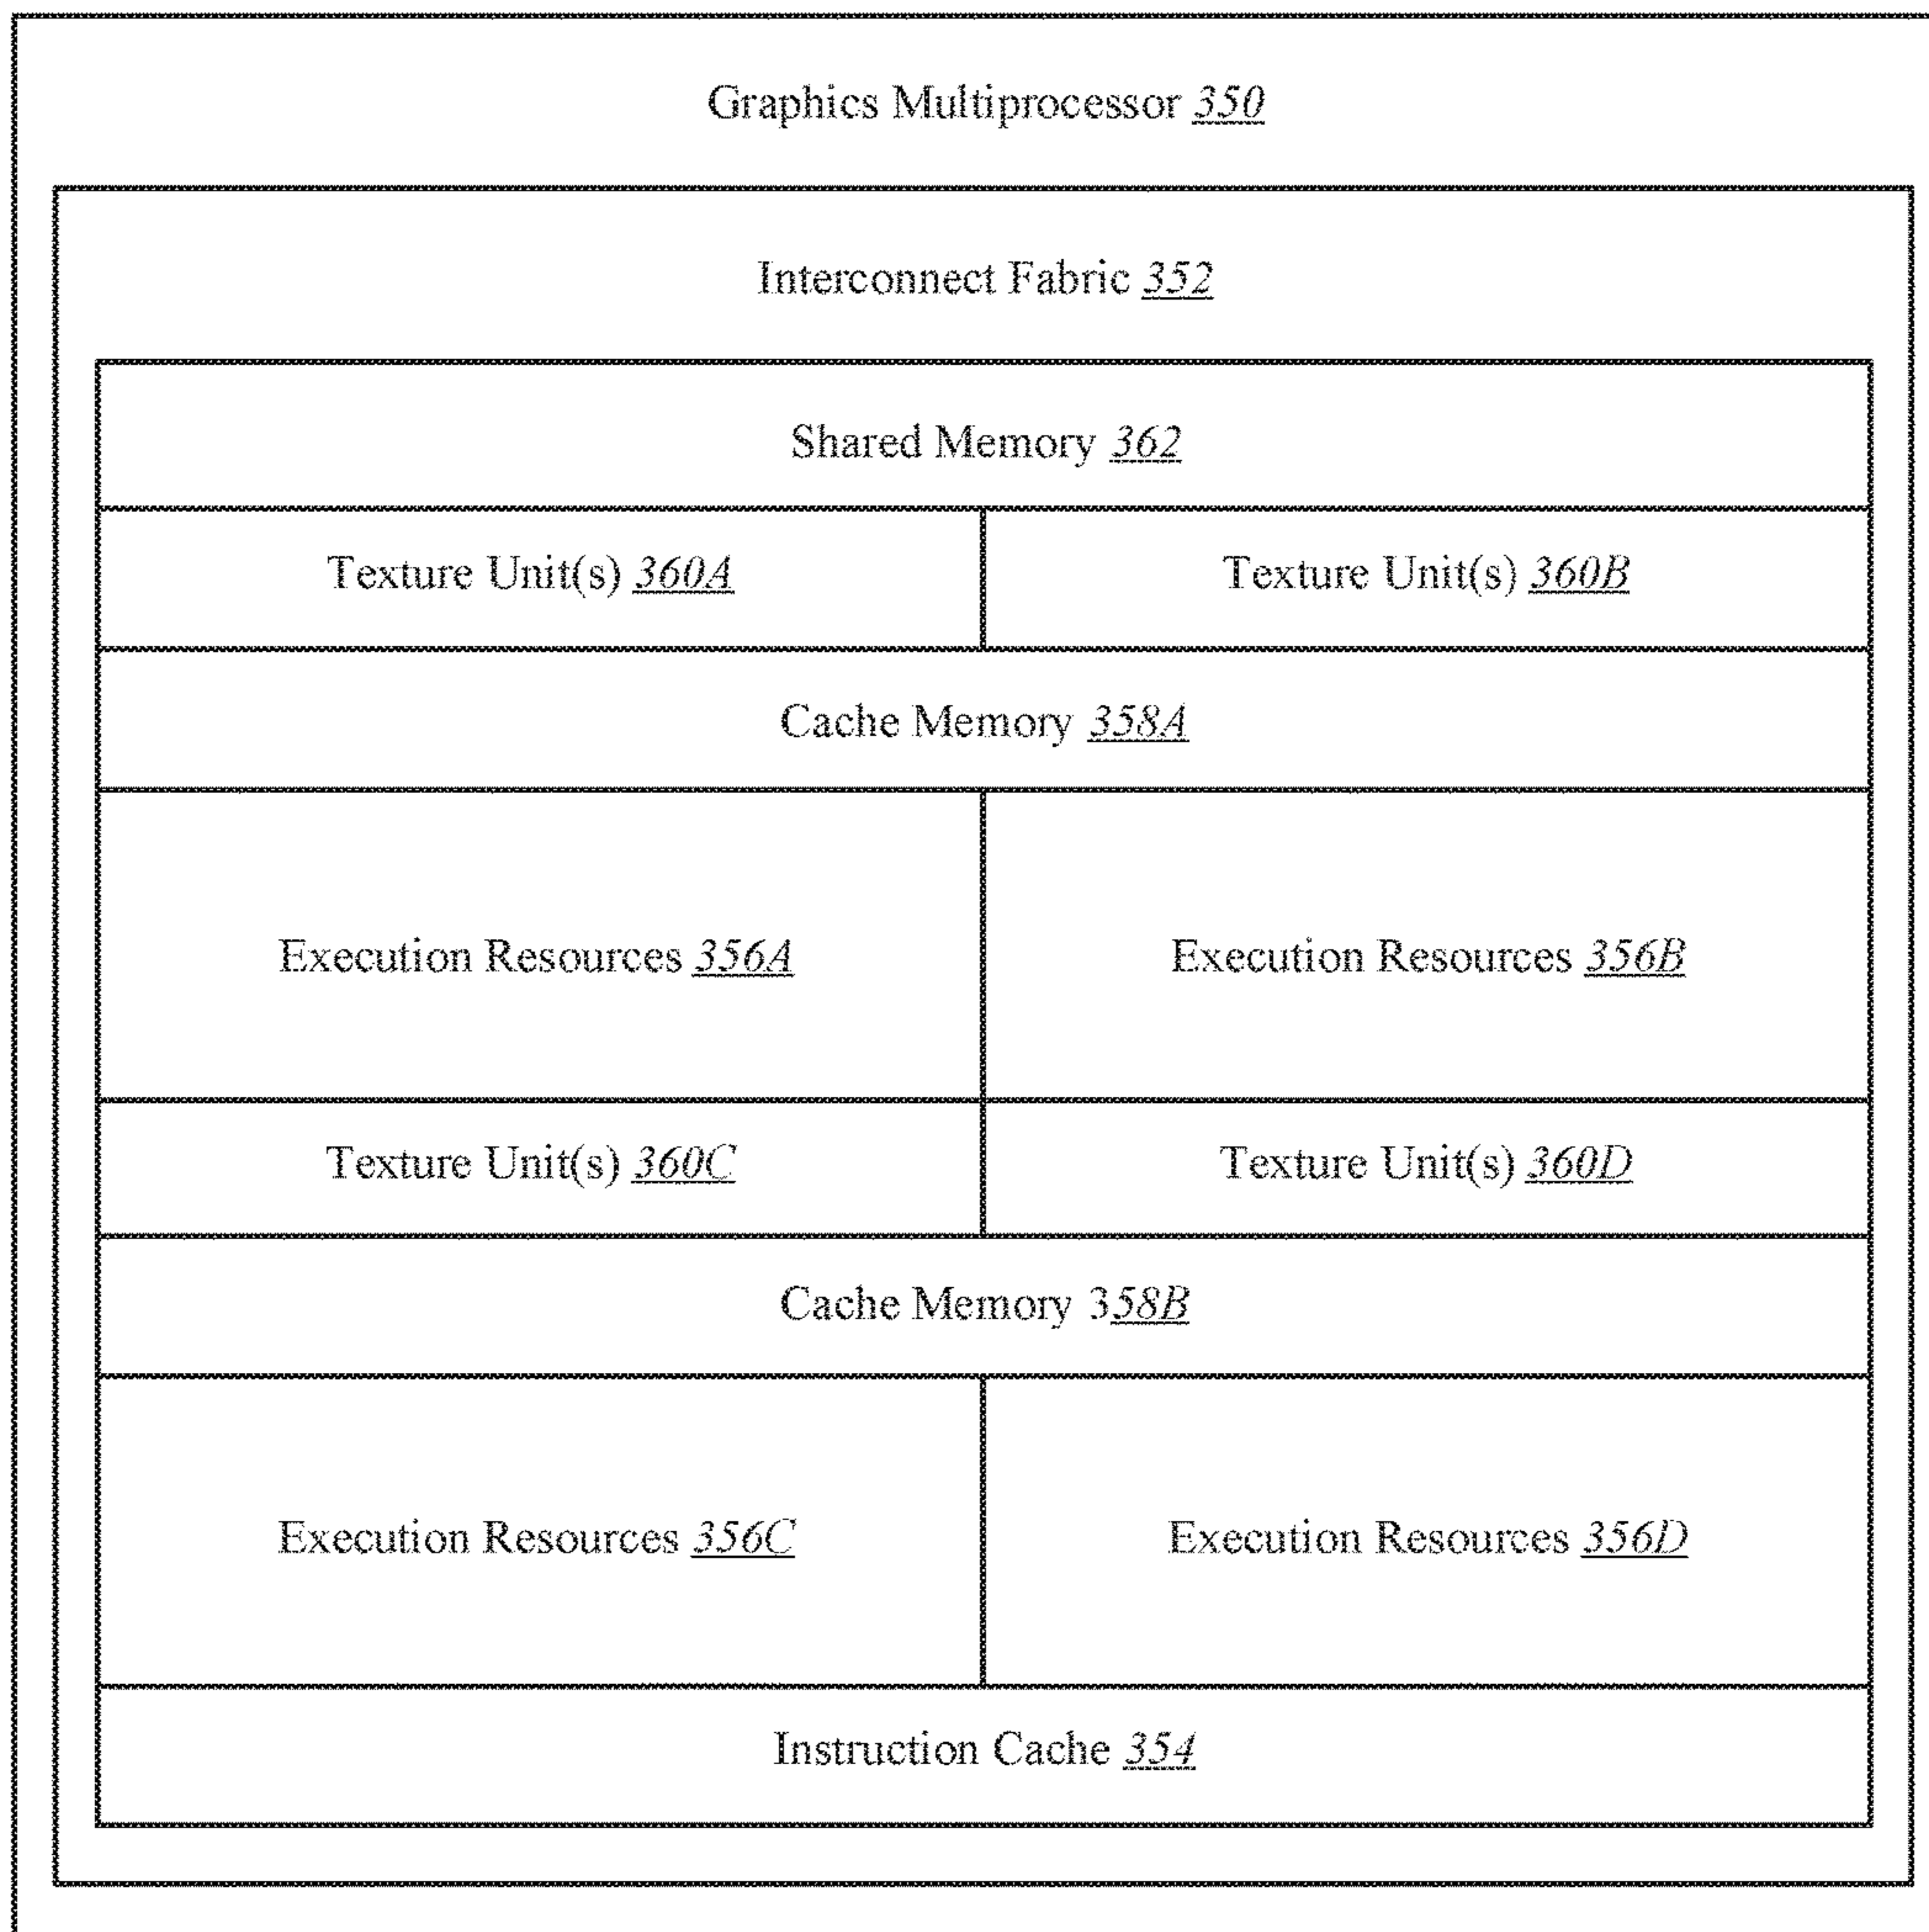 Graphics Multiprocessor 350
Interconnect Fabric 352
Shared Memory 362
Texture Unit(s) 360A
Texture Unit(s) 360B
Cache Memory 358A
Execution Resources 356A
Execution Resources 356B
Texture Unit(s) 360C
Texture Unit(s) 360D
Cache Memory 358B
Execution Resources 356C
Execution Resources 356D
Instruction Cache 354